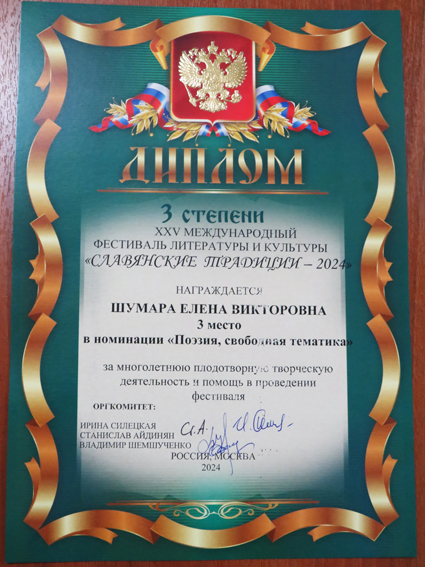 ДИПЛОМ
3 СТЕПЕНИ
XXV МЕЖДУНАРОДНЫЙ
ФЕСТИВАЛЬ ЛИТЕРАТУРЫ И КУЛЬТУРЫ
«СЛАВЯНСКИЕ ТРАДИЦИИ – 2024»
НАГРАЖДАЕТСЯ
ШУМАРА ЕЛЕНА ВИКТОРОВНА
3 место
в номинации «Поэзия, свободная тематика»
за многолетнюю плодотворную творческую
деятельность и помощь в проведении
фестиваля
ОРГКОМИТЕТ:
ИРИНА СИЛЕЦКАЯ
СТАНИСЛАВ АЙДИНЯН
ВЛАДИМИР ШЕМШУЧЕНКО
РОССИЯ, МОСКВА
2024